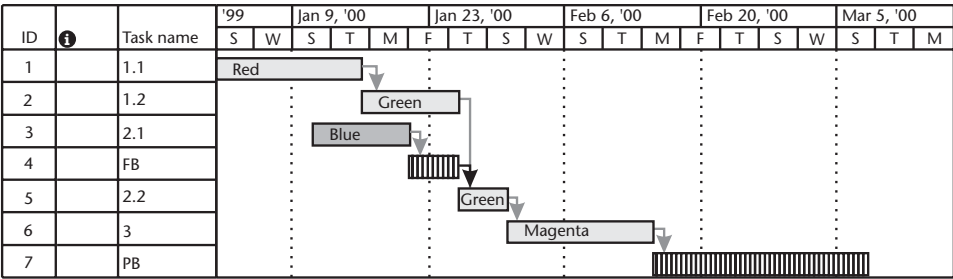 '99 Jan 9, '00 Jan 23, '00 Feb 6, '00 Feb 20, '00 Mar 5, '00
ID i Task name S W S T M F T S W S T M F T S W S T M
1 1.1 Red
2 1.2 Green
3 2.1 Blue
4 FB
5 2.2 Green
6 3 Magenta
7 PB